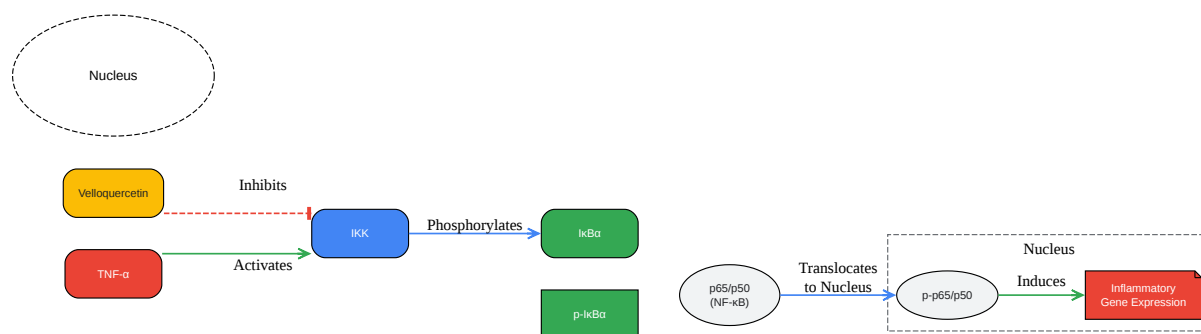 Nucleus
Velloquercetin
Inhibits
TNF-α
Activates
IKK
Phosphorylates
IκBα
p-IκBα
p65/p50
(NF-κB)
Translocates
to Nucleus
Nucleus
p-p65/p50
Induces
Inflammatory
Gene Expression